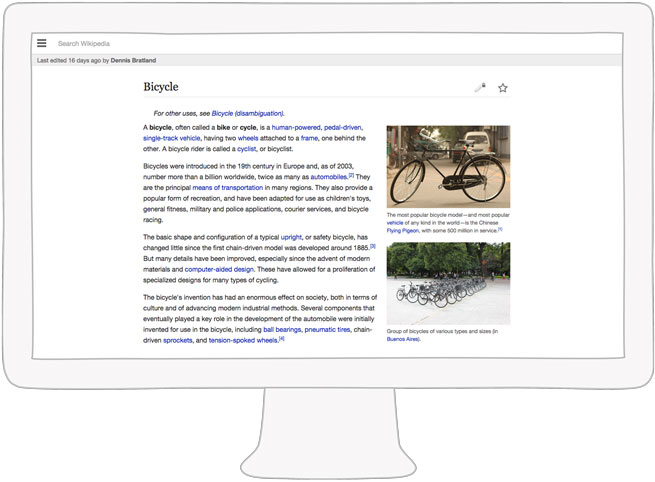 Search Wikipedia
Last edited 16 days ago by Dennis Bratland
Bicycle
For other uses, see Bicycle (disambiguation).
A bicycle, often called a bike or cycle, is a human-powered, pedal-driven,
single-track vehicle, having two wheels attached to a frame, one behind the
other. A bicycle rider is called a cyclist, or bicyclist.
Bicycles were introduced in the 19th century in Europe and, as of 2003,
number more than a billion worldwide, twice as many as automobiles.[2] They
are the principal means of transportation in many regions. They also provide a
popular form of recreation, and have been adapted for use as children's toys,
general fitness, military and police applications, courier services, and bicycle
racing.
The basic shape and configuration of a typical upright, or safety bicycle, has
changed little since the first chain-driven model was developed around 1885.[3]
But many details have been improved, especially since the advent of modern
materials and computer-aided design. These have allowed for a proliferation of
specialized designs for many types of cycling.
The bicycle's invention has had an enormous effect on society, both in terms of
culture and of advancing modern industrial methods. Several components that
eventually played a key role in the development of the automobile were initially
invented for use in the bicycle, including ball bearings, pneumatic tires, chain-
driven sprockets, and tension-spoked wheels.[4]
The most popular bicycle model—and most popular
vehicle of any kind in the world—is the Chinese
Flying Pigeon, with some 500 million in service.[1]
Group of bicycles of various types and sizes (in
Buenos Aires).